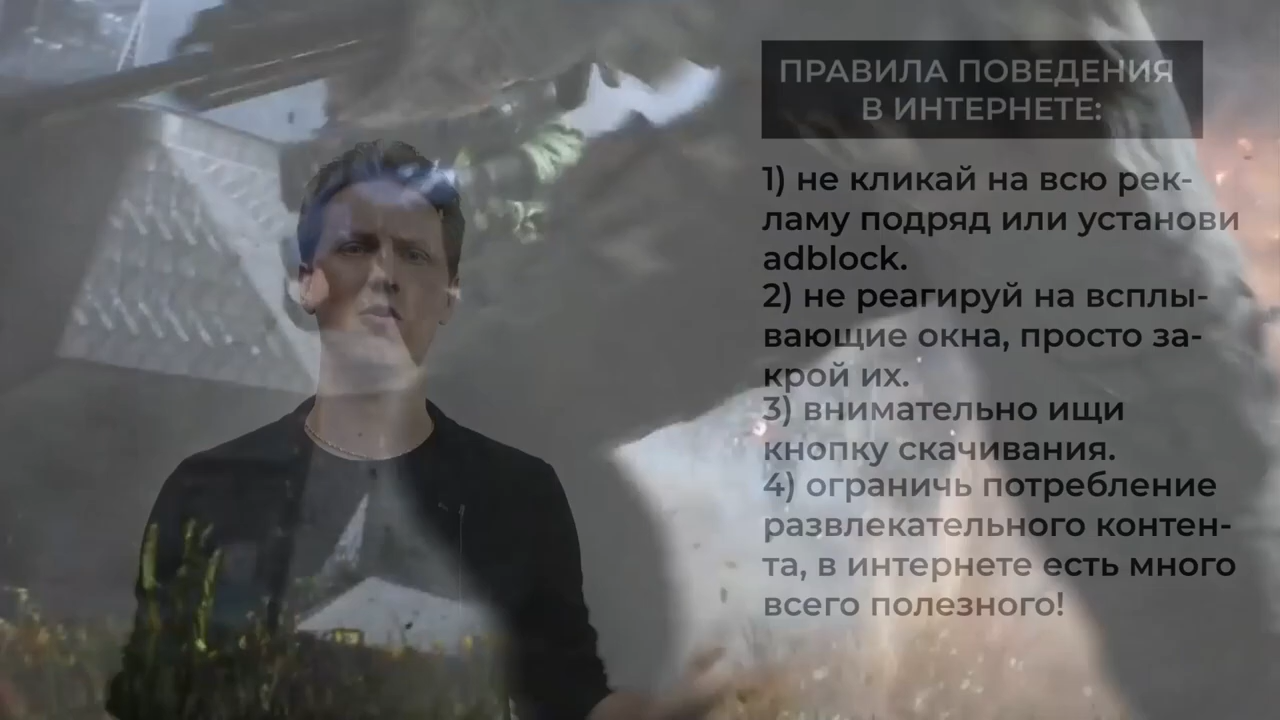 ПРАВИЛА ПОВЕДЕНИЯ
В ИНТЕРНЕТЕ:
1) не кликай на всю рек-
ламу подряд или установи
adblock.
2) не реагируй на всплы-
вающие окна, просто за-
крой их.
3) внимательно ищи
кнопку скачивания.
4) ограничь потребление
развлекательного контен-
та, в интернете есть много
всего полезного!